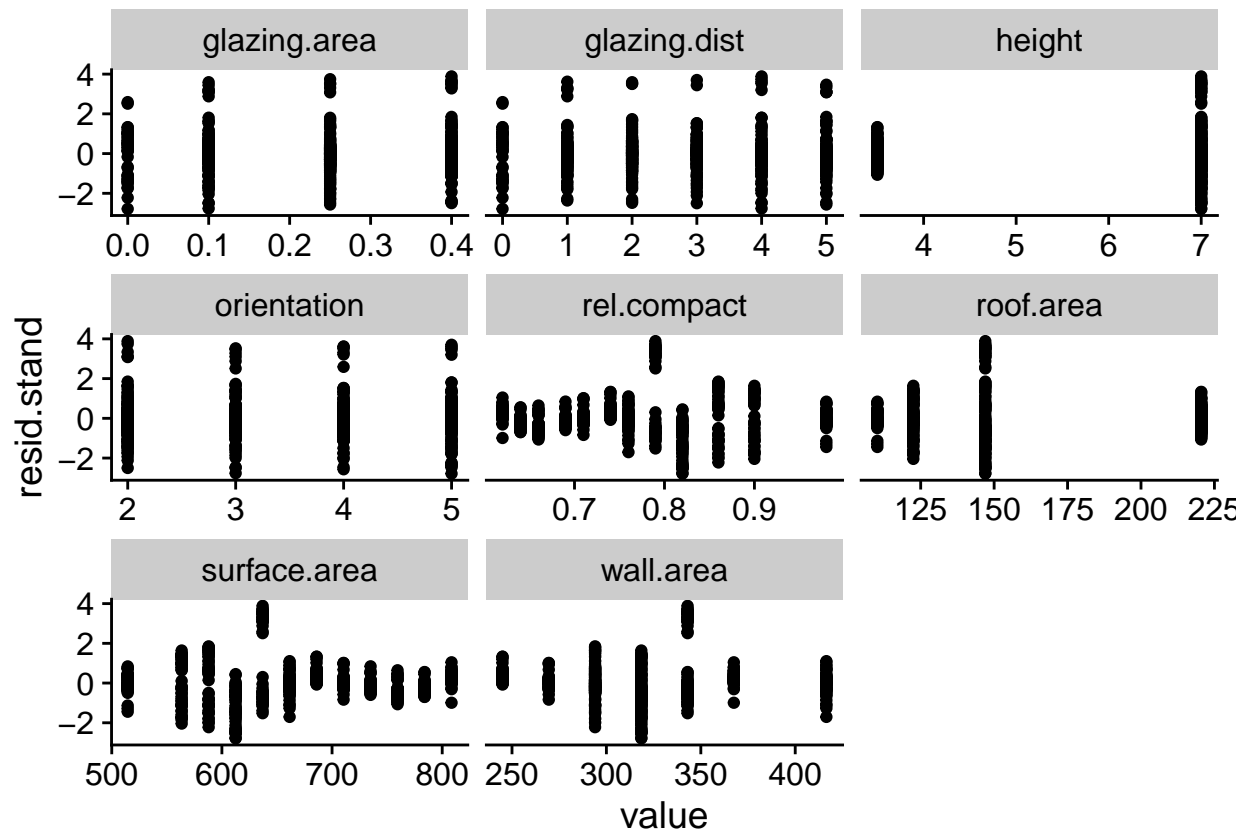 glazing.area glazing.dist height
4
2
0
−2
0.0 0.1 0.2 0.3 0.4 0 1 2 3 4 5 4 5 6 7
orientation rel.compact roof.area
4
2
0
−2
2 3 4 5 0.7 0.8 0.9 125 150 175 200 225
surface.area wall.area
4
2
0
−2
500 600 700 800 250 300 350 400
resid.stand
value